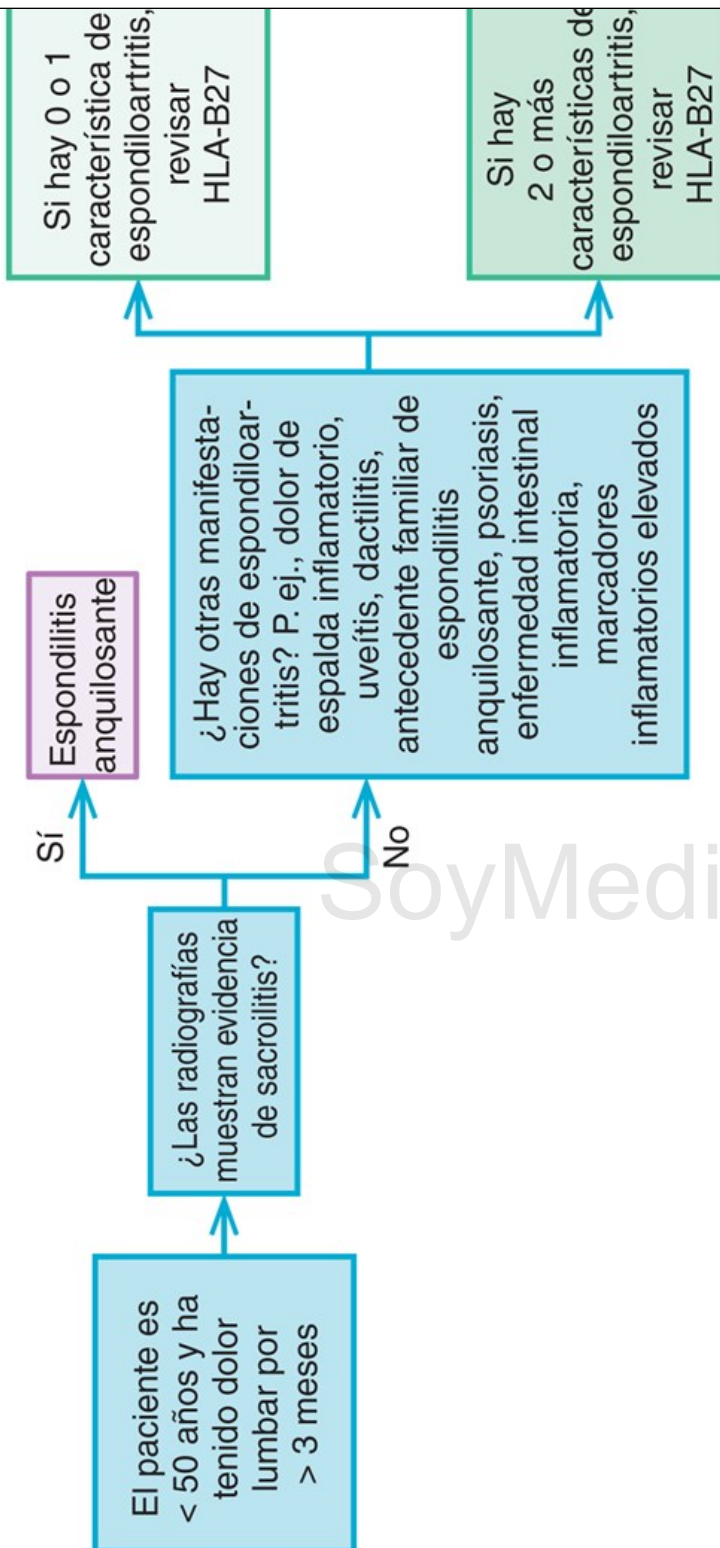 El paciente es
< 50 años y ha
tenido dolor
lumbar por
> 3 meses
¿Las radiografías
muestran evidencia
de sacroilitis?
Sí
No
Espondilitis
anquilosante
¿Hay otras manifesta-
ciones de espondiloar-
tritis? P. ej., dolor de
espalda inflamatorio,
uveítis, dactilitis,
antecedente familiar de
espondilitis
anquilosante, psoriasis,
enfermedad intestinal
inflamatoria,
marcadores
inflamatorios elevados
Si hay 0 o 1
característica de
espondiloartritis,
revisar
HLA-B27
Si hay
2 o más
características de
espondiloartritis,
revisar
HLA-B27
SoyMedi